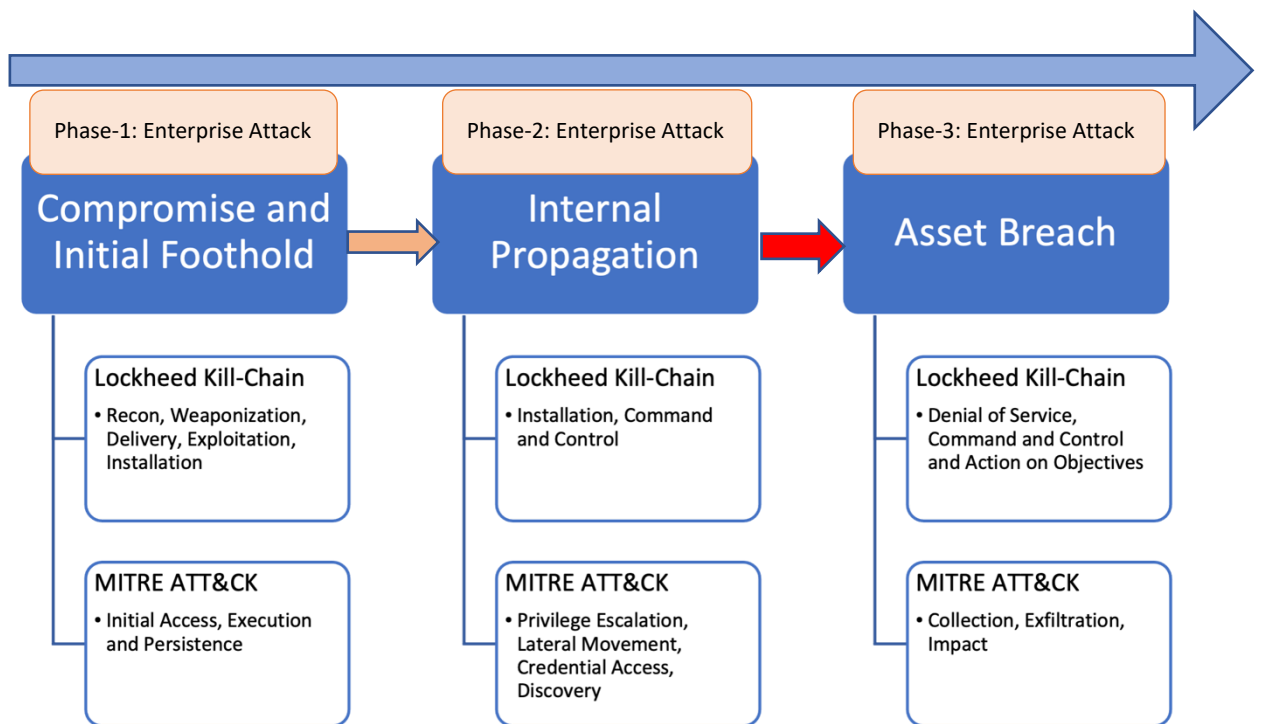 Phase-1: Enterprise Attack
Compromise and
Initial Foothold
Lockheed Kill-Chain
• Recon, Weaponization,
Delivery, Exploitation,
Installation
MITRE ATT&CK
• Initial Access, Execution
and Persistence
Phase-2: Enterprise Attack
Internal
Propagation
Lockheed Kill-Chain
• Installation, Command
and Control
MITRE ATT&CK
• Privilege Escalation,
Lateral Movement,
Credential Access,
Discovery
Phase-3: Enterprise Attack
Asset Breach
Lockheed Kill-Chain
• Denial of Service,
Command and Control
and Action on Objectives
MITRE ATT&CK
• Collection, Exfiltration,
Impact